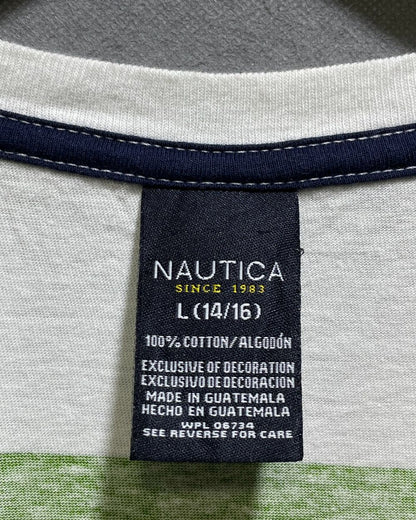 NAUTICA
SINCE 1983
L (14/16)
100% COTTON/ALGODÓN
EXCLUSIVE OF DECORATION
EXCLUSIVO DE DECORACION
MADE IN GUATEMALA
HECHO EN GUATEMALA
WPL 06734
SEE REVERSE FOR CARE